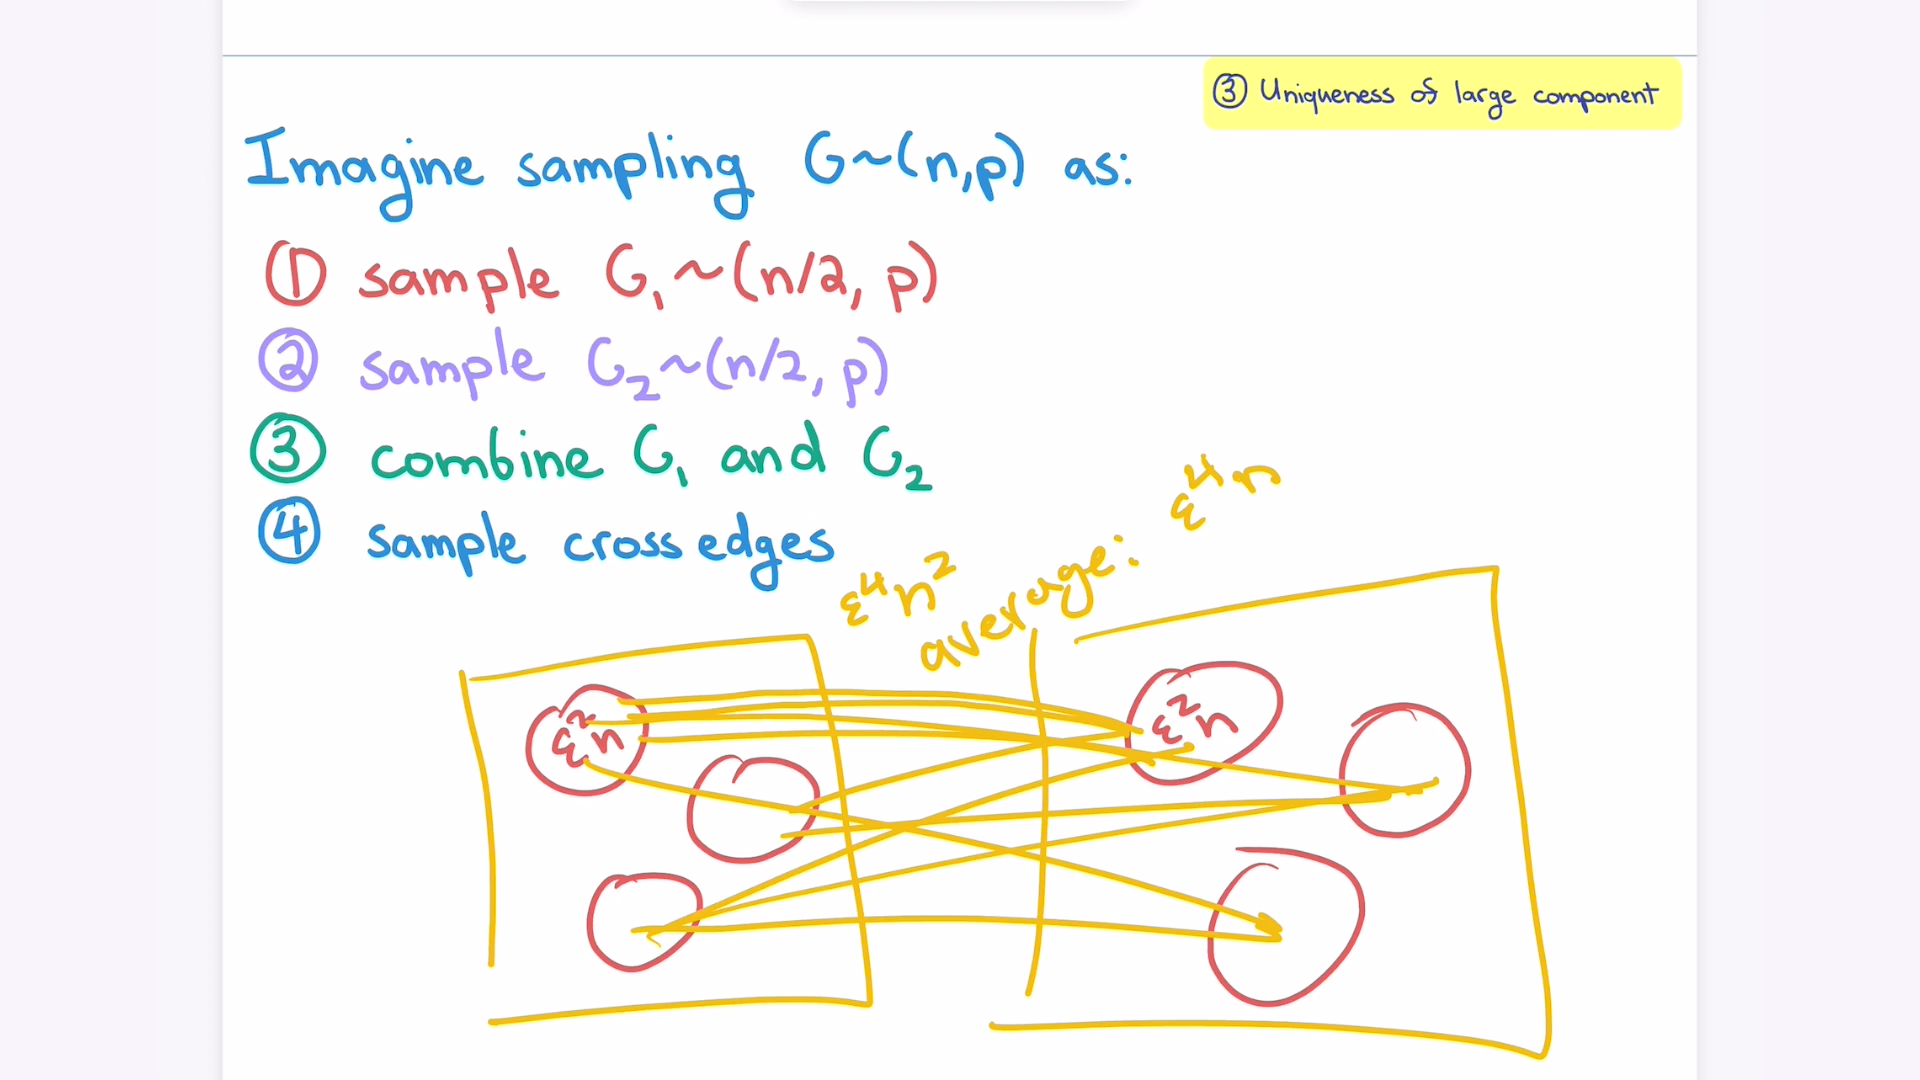 ③ Uniqueness of large component
Imagine sampling G~(n,p) as:
① sample G₁~(n/2, p)
② sample G₂~(n/2, p)
③ combine G₁ and G₂
④ sample cross edges
ε⁴n²
average: ε⁴n
ε²n
ε²n